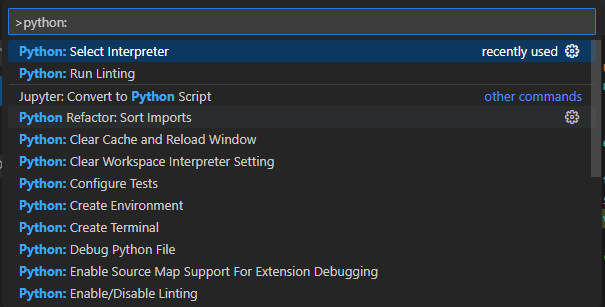 >python:
Python: Select Interpreter recently used
Python: Run Linting
Jupyter: Convert to Python Script other commands
Python Refactor: Sort Imports
Python: Clear Cache and Reload Window
Python: Clear Workspace Interpreter Setting
Python: Configure Tests
Python: Create Environment
Python: Create Terminal
Python: Debug Python File
Python: Enable Source Map Support For Extension Debugging
Python: Enable/Disable Linting